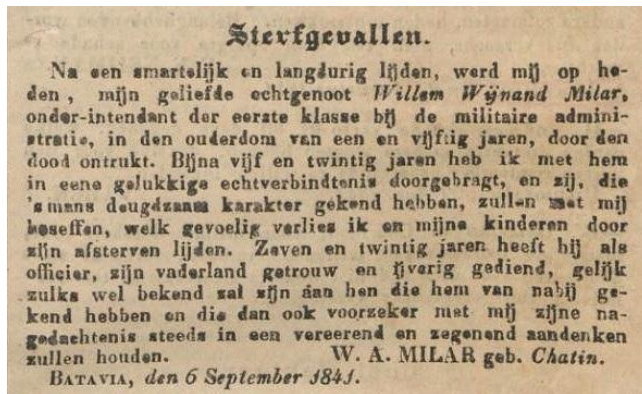 Sterfgevallen.
Na een smartelijk en langdurig lijden, werd mij op he-
den, mijn geliefde echtgenoot Willem Wijnand Milar,
onder-intendant der eerste klasse bij de militaire admini-
stratie, in den ouderdom van een en vijftig jaren, door den
dood ontrukt. Bijna vijf en twintig jaren heb ik met hem
in eene gelukkige echtverbindtenis doorgebragt, en zij, die
's mans deugdzaam karakter gekend hebben, zullen met mij
beseffen, welk gevoelig verlies ik en mijne kinderen door
zijn afsterven lijden. Zeven en twintig jaren heeft hij als
officier, zijn vaderland getrouw en ijverig gediend, gelijk
zulks wel bekend zal zijn áan hen die hem van nabij ge-
kend hebben en die dan ook voorzeker met mij zijne na-
gedachtenis steeds in een vereerend en zegenend aandenken
zullen houden. W. A. MILAR geb. Chatin.
BATAVIA, den 6 September 1841.